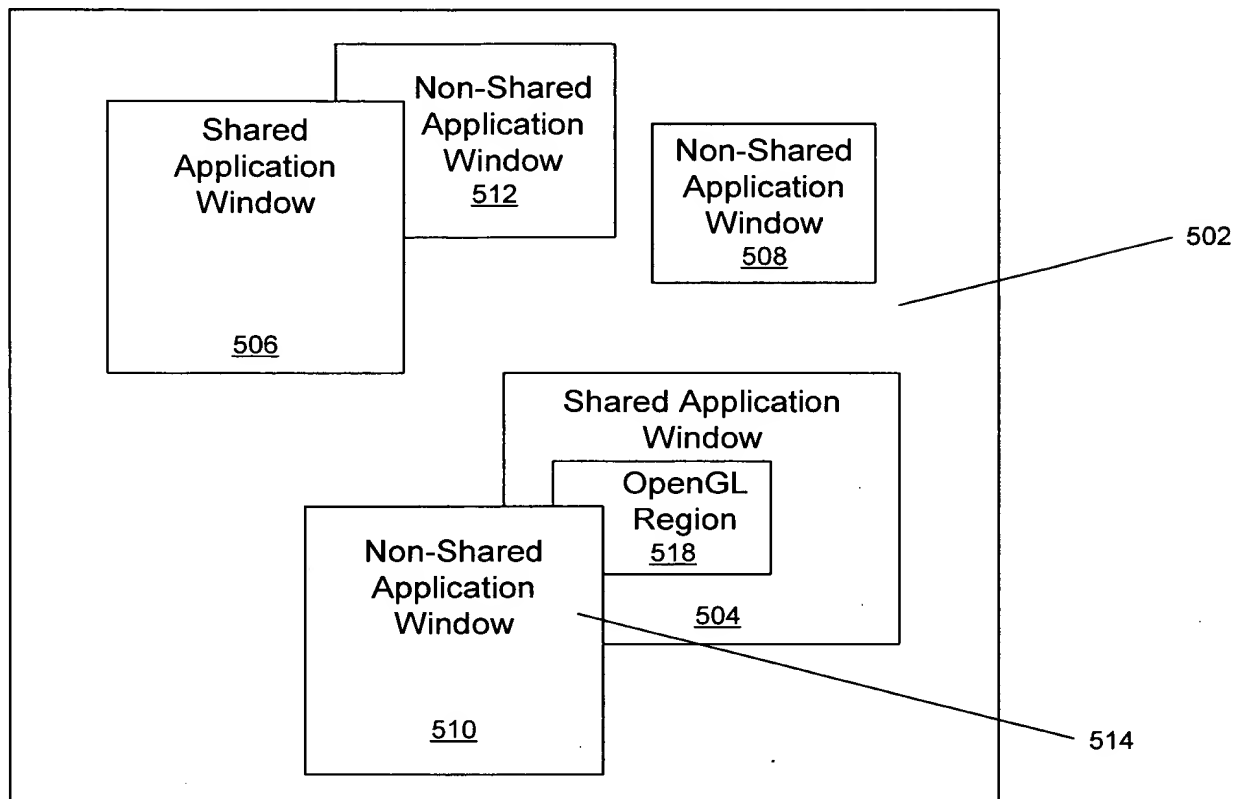 Non-Shared
Application
Window
512
Shared
Application
Window
506
Non-Shared
Application
Window
508
502
Shared Application
Window
OpenGL
Region
518
504
Non-Shared
Application
Window
510
514